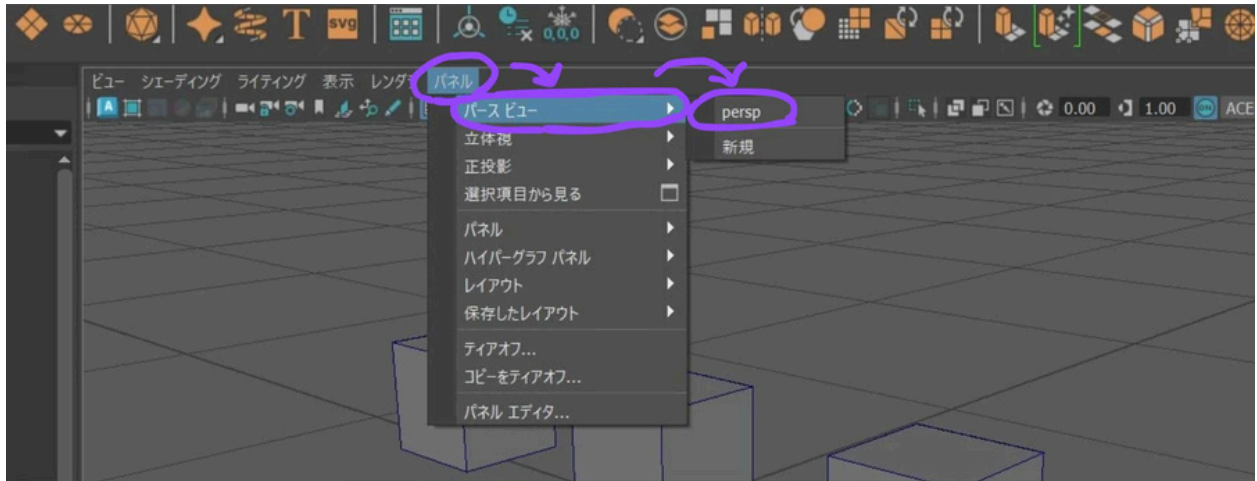 T SVG
0,0,0
ビュー シェーディング ライティング 表示 パネル
A 0.00 1.00 ON ACE
パース ビュー
persp
立体視
新規
正投影
選択項目から見る
パネル
ハイパーグラフ パネル
レイアウト
保存したレイアウト
ティアオフ...
コピーをティアオフ...
パネル エディタ...